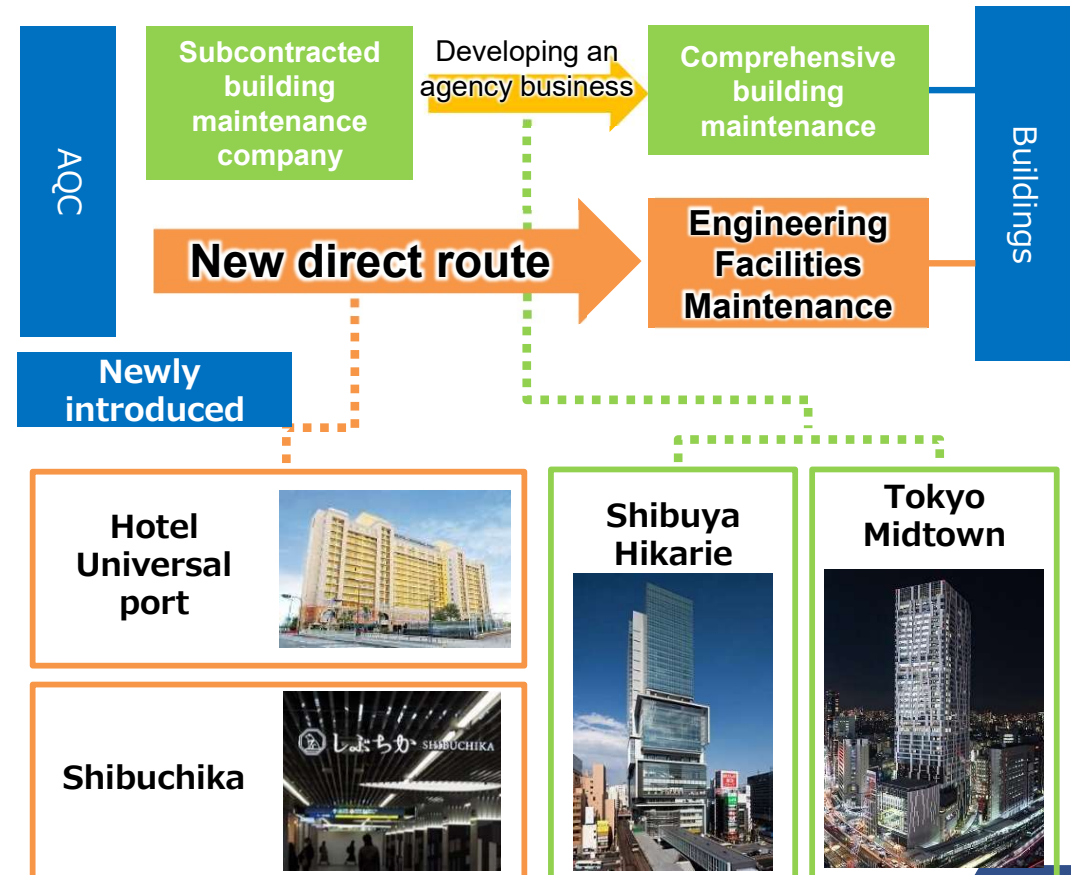 AQC
Subcontracted
building
maintenance
company
Developing an
agency business
Comprehensive
building
maintenance
Buildings
New direct route
Engineering
Facilities
Maintenance
Newly
introduced
Hotel
Universal
port
Shibuchika
しぶちか SHIBUCHIKA
Shibuya
Hikarie
Tokyo
Midtown